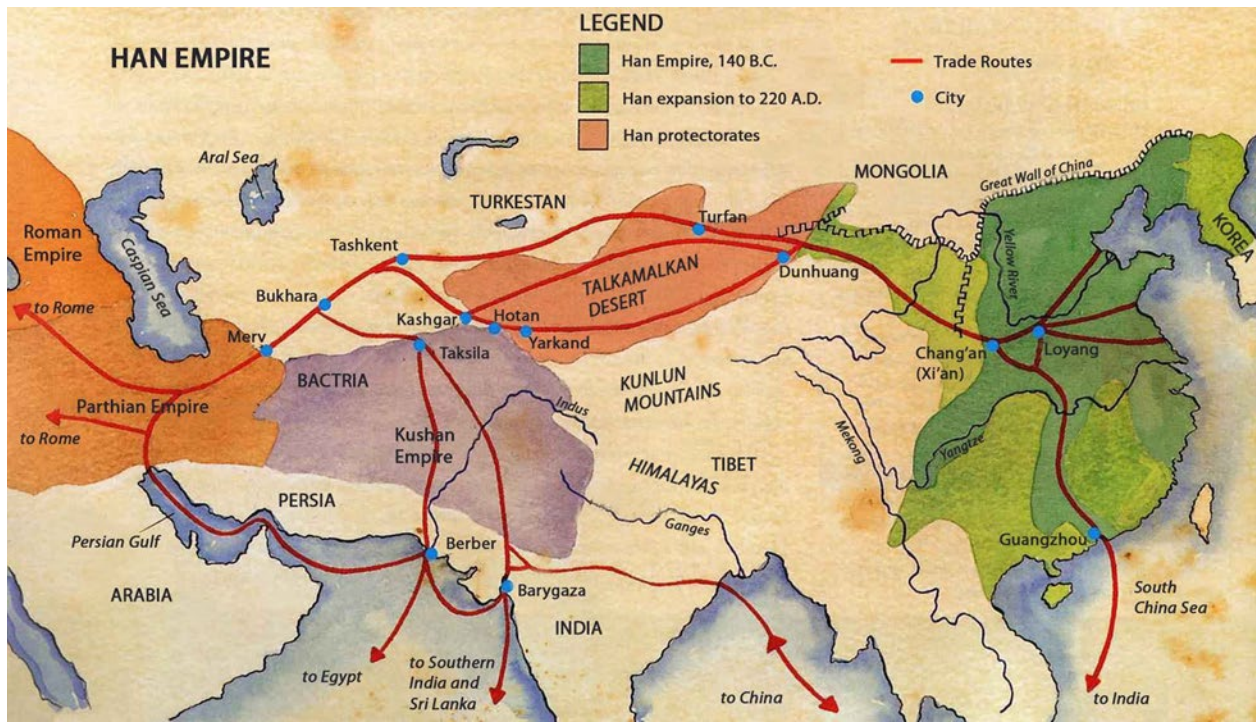 HAN EMPIRE
LEGEND
Han Empire, 140 B.C.
Han expansion to 220 A.D.
Han protectorates
Trade Routes
City
Aral Sea
TURKESTAN
MONGOLIA
Great Wall of China
KOREA
Roman
Empire
Caspian Sea
Tashkent
Turfan
Yellow River
Dunhuang
TALKAMALKAN
DESERT
to Rome
Bukhara
Merv
Kashgar
Hotan
Yarkand
Taksila
Chang'an
(Xi'an)
Loyang
BACTRIA
KUNLUN
MOUNTAINS
Parthian Empire
to Rome
Indus
Kushan
Empire
Mekong
Yangtze
HIMALAYAS
TIBET
PERSIA
Persian Gulf
Ganges
Berber
Guangzhou
ARABIA
Barygaza
INDIA
South
China Sea
to Egypt
to Southern
India and
Sri Lanka
to China
to India